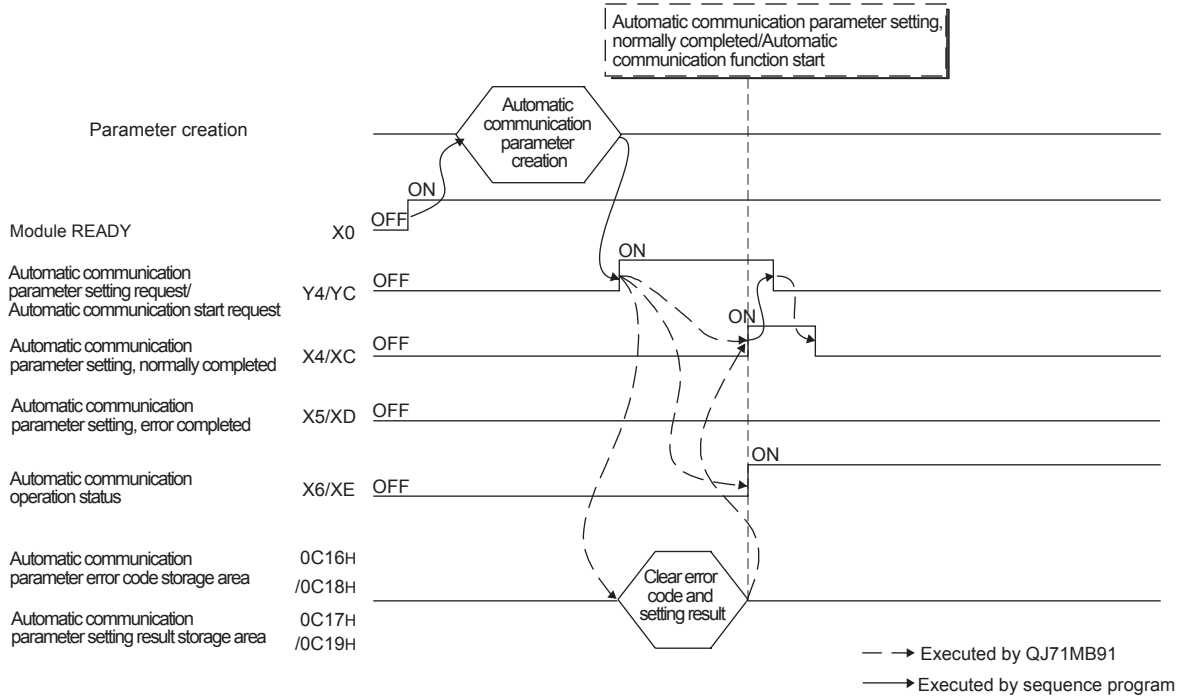 Automatic communication parameter setting,
normally completed/Automatic
communication function start
Automatic
communication
parameter
creation
Parameter creation
ON
Module READY X0 OFF
ON
Automatic communication
parameter setting request/
Automatic communication start request Y4/YC OFF
ON
Automatic communication
parameter setting, normally completed X4/XC OFF
Automatic communication
parameter setting, error completed X5/XD OFF
ON
Automatic communication
operation status X6/XE OFF
Automatic communication
parameter error code storage area
0C16H
/0C18H
Clear error
code and
setting result
Automatic communication
parameter setting result storage area
0C17H
/0C19H
Executed by QJ71MB91
Executed by sequence program